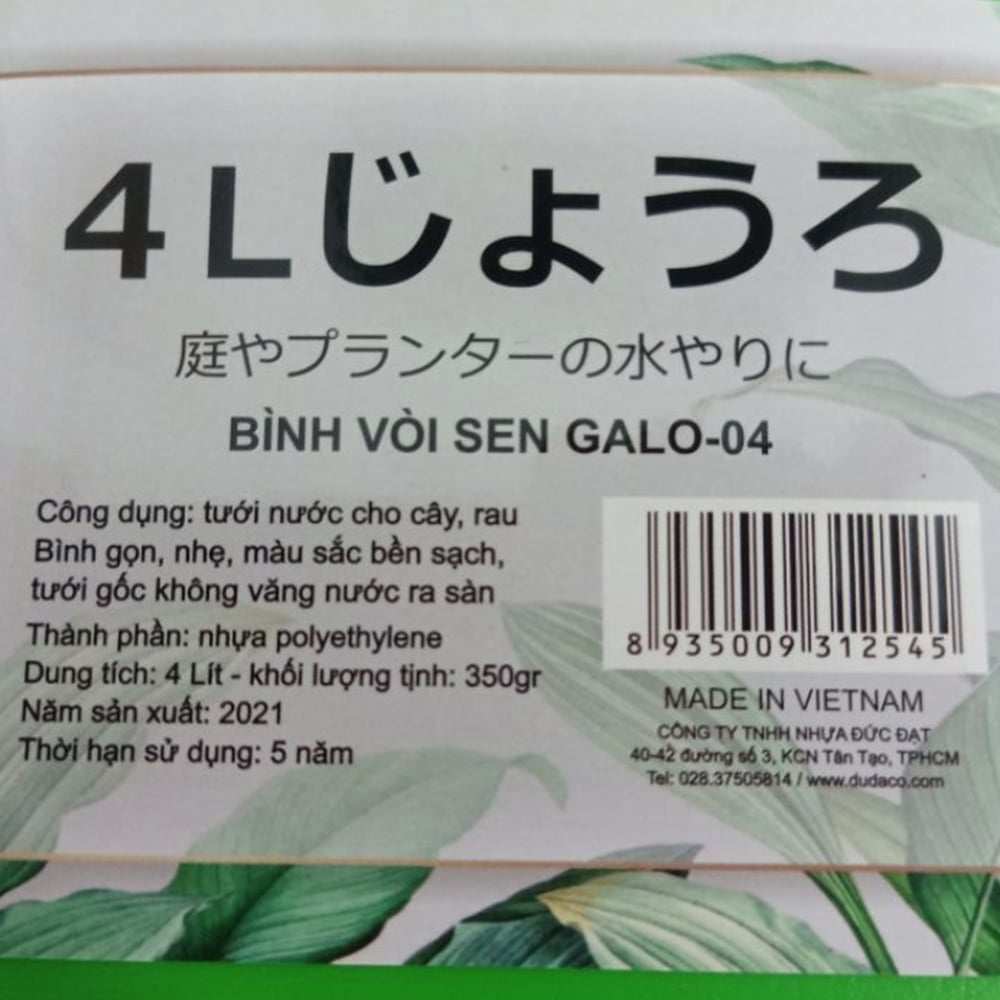 4Lじょうろ
庭やプランターの水やりに
BÌNH VÒI SEN GALO-04
Công dụng: tưới nước cho cây, rau
Bình gọn, nhẹ, màu sắc bền sạch,
tưới gốc không văng nước ra sàn
Thành phần: nhựa polyethylene
Dung tích: 4 Lít - khối lượng tịnh: 350gr
Năm sản xuất: 2021
Thời hạn sử dụng: 5 năm
8 935009 312545
MADE IN VIETNAM
CÔNG TY TNHH NHỰA ĐỨC ĐẠT
40-42 đường số 3, KCN Tân Tạo, TPHCM
Tel: 028.37505814 / www.dudaco.com